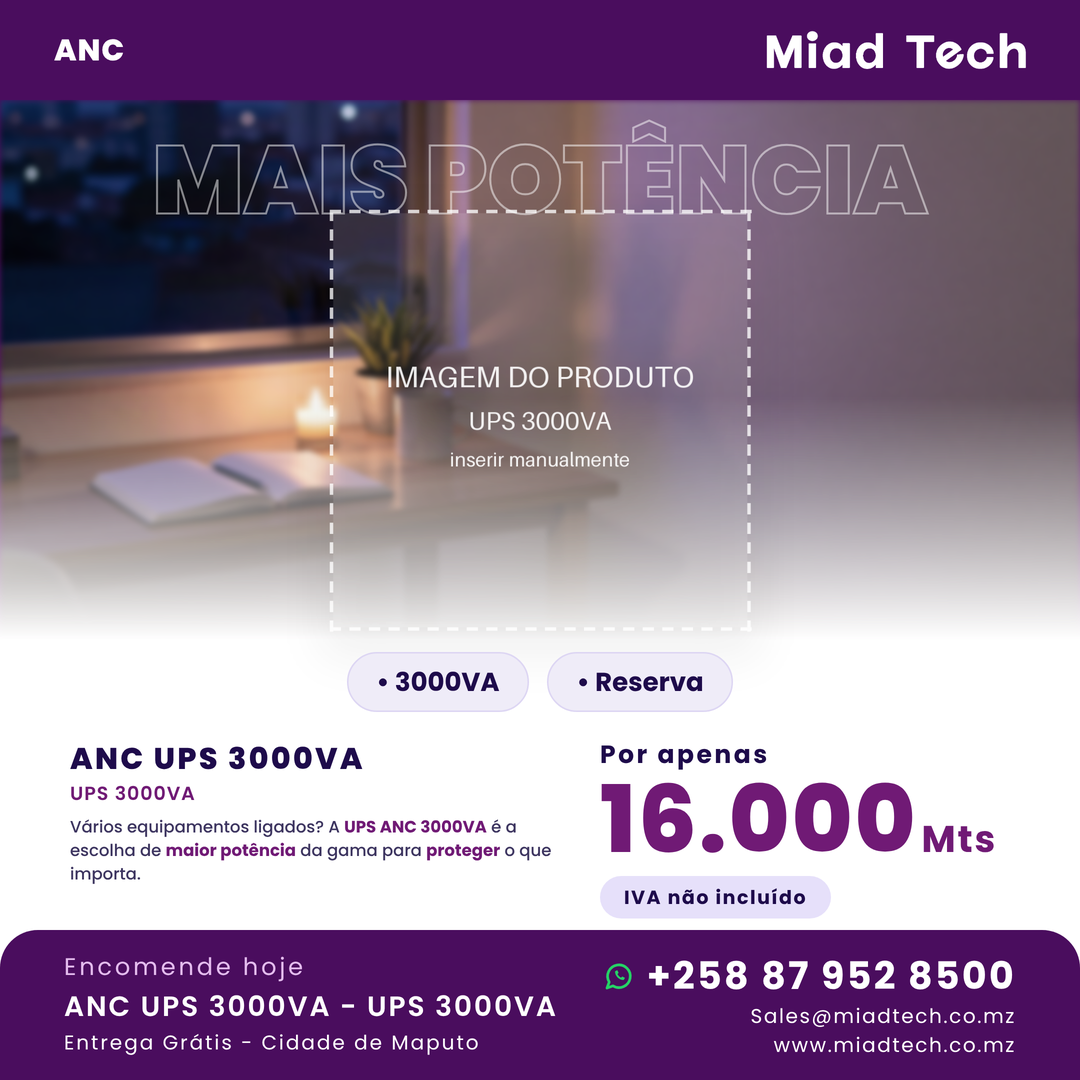 ANC
Miad Tech
MAIS POTÊNCIA
IMAGEM DO PRODUTO
UPS 3000VA
inserir manualmente
• 3000VA
• Reserva
ANC UPS 3000VA
UPS 3000VA
Vários equipamentos ligados? A UPS ANC 3000VA é a
escolha de maior potência da gama para proteger o que
importa.
Por apenas
16.000 Mts
IVA não incluído
Encomende hoje
ANC UPS 3000VA – UPS 3000VA
Entrega Grátis - Cidade de Maputo
+258 87 952 8500
Sales@miadtech.co.mz
www.miadtech.co.mz